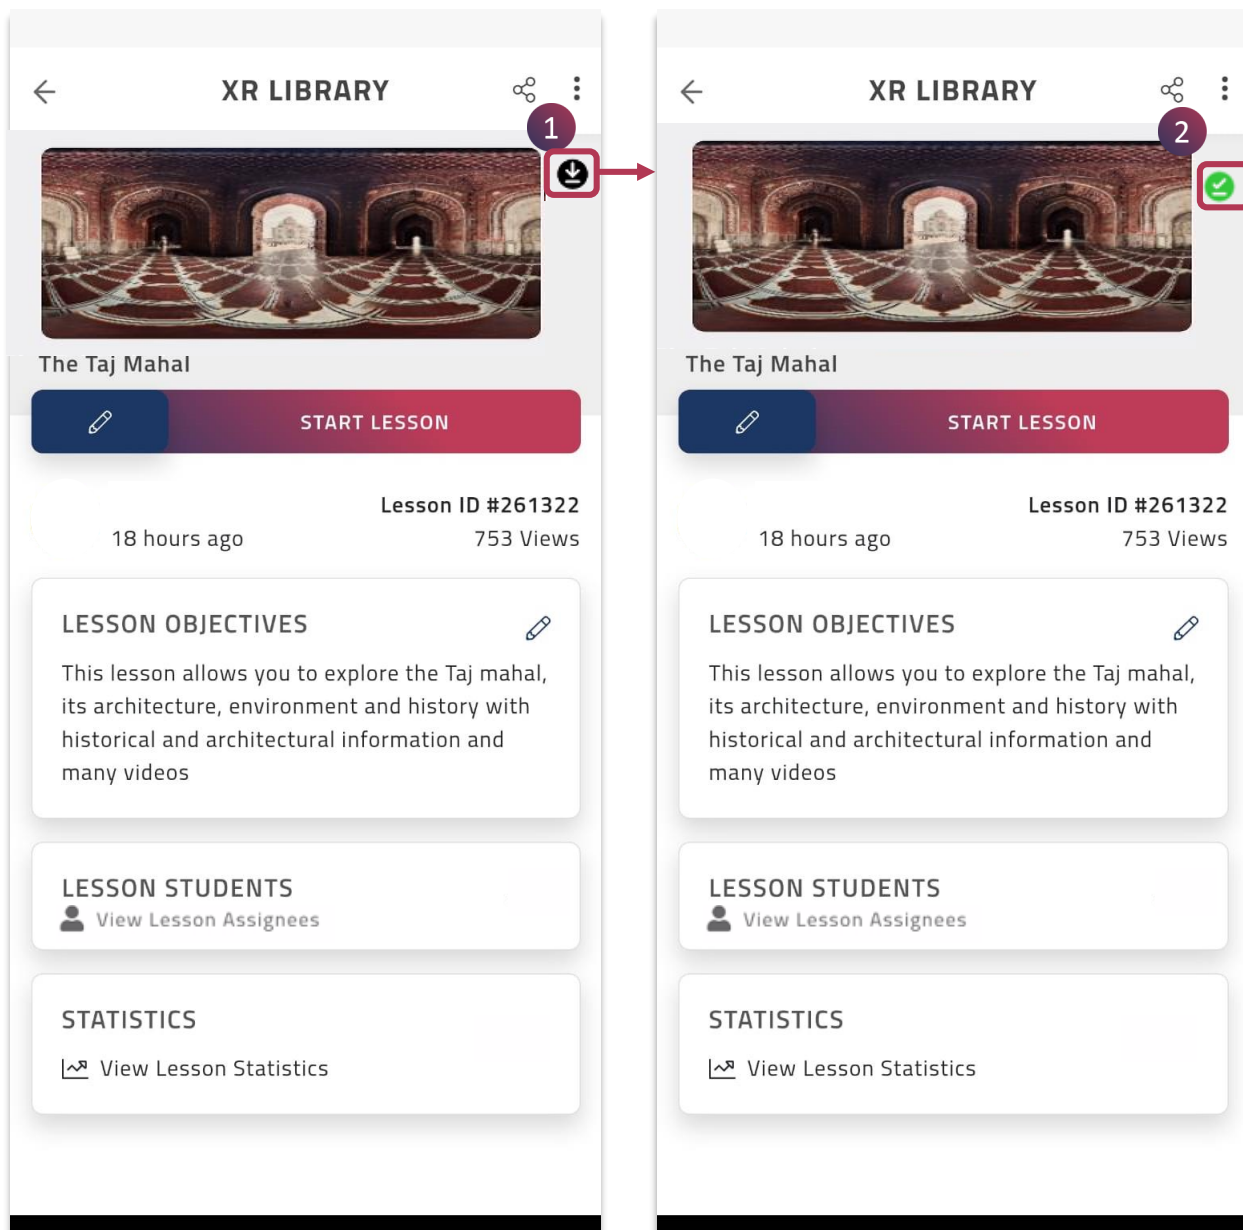 XR LIBRARY
1
The Taj Mahal
START LESSON
Lesson ID #261322
18 hours ago
753 Views
LESSON OBJECTIVES
This lesson allows you to explore the Taj mahal,
its architecture, environment and history with
historical and architectural information and
many videos
LESSON STUDENTS
View Lesson Assignees
STATISTICS
View Lesson Statistics
XR LIBRARY
2
The Taj Mahal
START LESSON
Lesson ID #261322
18 hours ago
753 Views
LESSON OBJECTIVES
This lesson allows you to explore the Taj mahal,
its architecture, environment and history with
historical and architectural information and
many videos
LESSON STUDENTS
View Lesson Assignees
STATISTICS
View Lesson Statistics